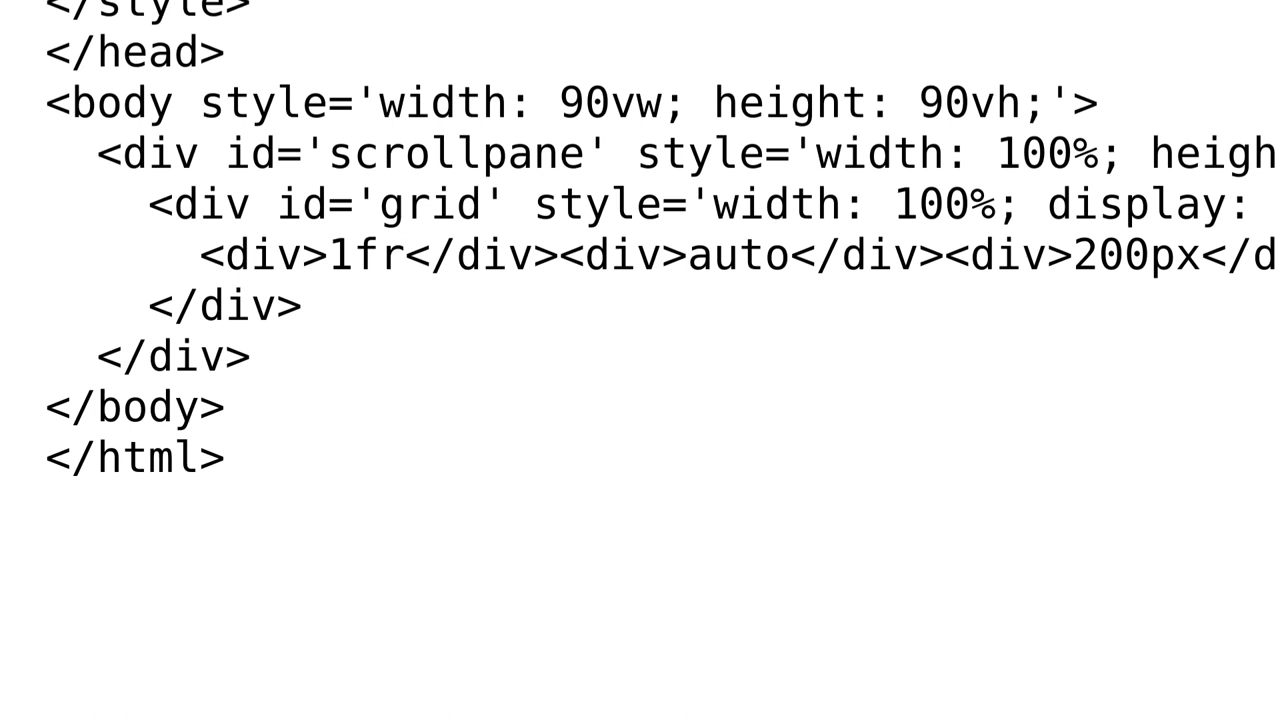 </style>
</head>
<body style='width: 90vw; height: 90vh;'>
  <div id='scrollpane' style='width: 100%; heigh
    <div id='grid' style='width: 100%; display:
      <div>1fr</div><div>auto</div><div>200px</d
    </div>
  </div>
</body>
</html>